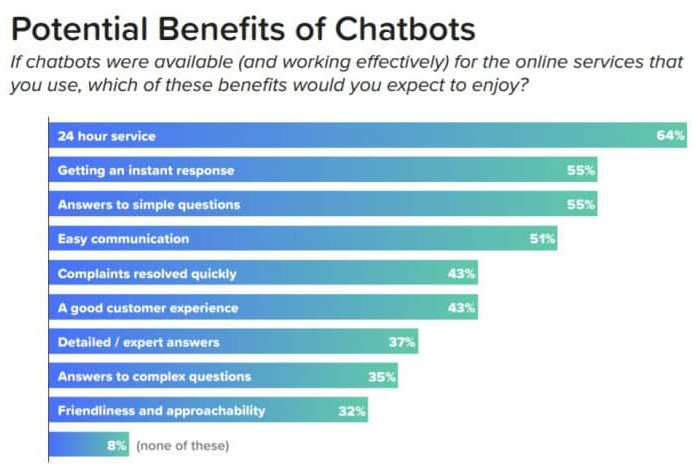 Potential Benefits of Chatbots
If chatbots were available (and working effectively) for the online services that
you use, which of these benefits would you expect to enjoy?
24 hour service 64%
Getting an instant response 55%
Answers to simple questions 55%
Easy communication 51%
Complaints resolved quickly 43%
A good customer experience 43%
Detailed / expert answers 37%
Answers to complex questions 35%
Friendliness and approachability 32%
8% (none of these)